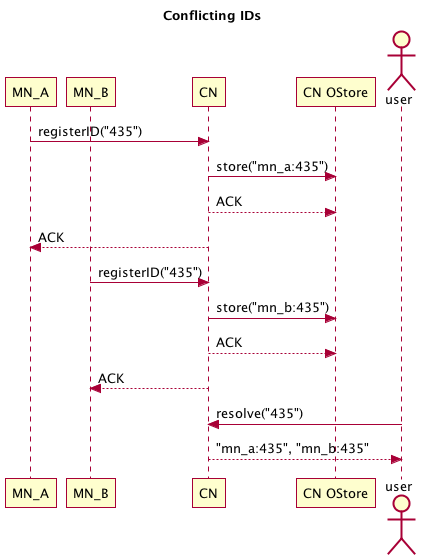 Conflicting IDs
MN_A
MN_B
CN
CN OStore
user
registerID("435")
store("mn_a:435")
ACK
ACK
registerID("435")
store("mn_b:435")
ACK
ACK
resolve("435")
"mn_a:435", "mn_b:435"
MN_A
MN_B
CN
CN OStore
user